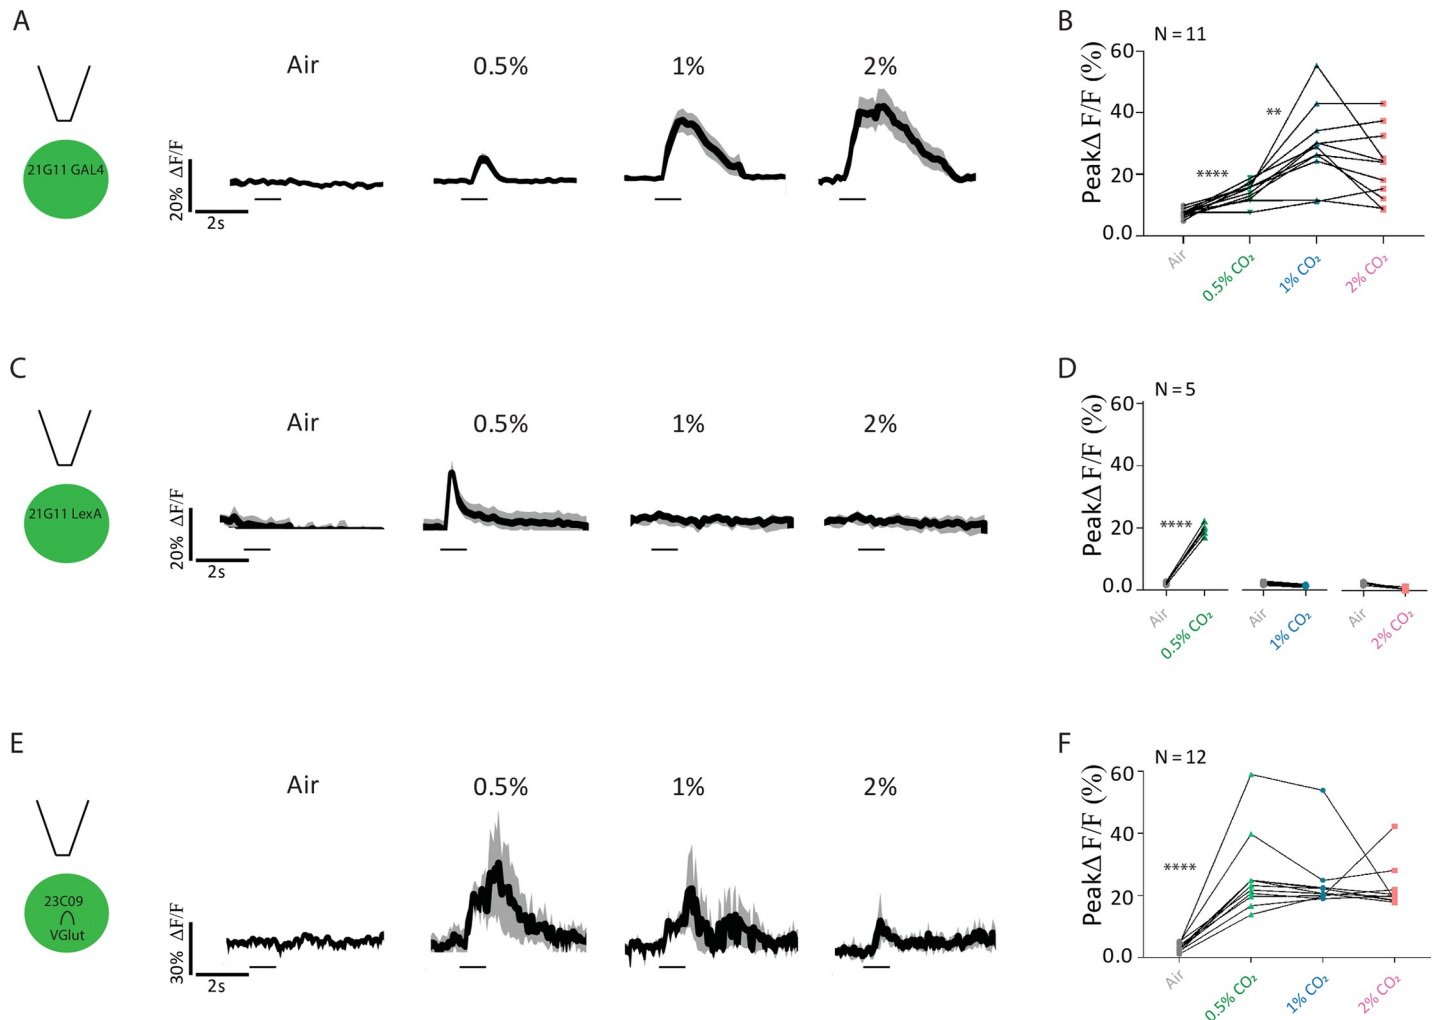 A
Air
0.5%
1%
2%
21G11 GAL4
20% ΔF/F
2s
B
N = 11
PeakΔ F/F (%)
60
40
20
0.0
**
****
Air
0.5% CO₂
1% CO₂
2% CO₂
C
Air
0.5%
1%
2%
21G11 LexA
20% ΔF/F
2s
D
N = 5
PeakΔ F/F (%)
60
40
20
0.0
****
Air
0.5% CO₂
Air
1% CO₂
Air
2% CO₂
E
Air
0.5%
1%
2%
23C09
∩
VGlut
30% ΔF/F
2s
F
N = 12
PeakΔ F/F (%)
60
40
20
0.0
****
Air
0.5% CO₂
1% CO₂
2% CO₂